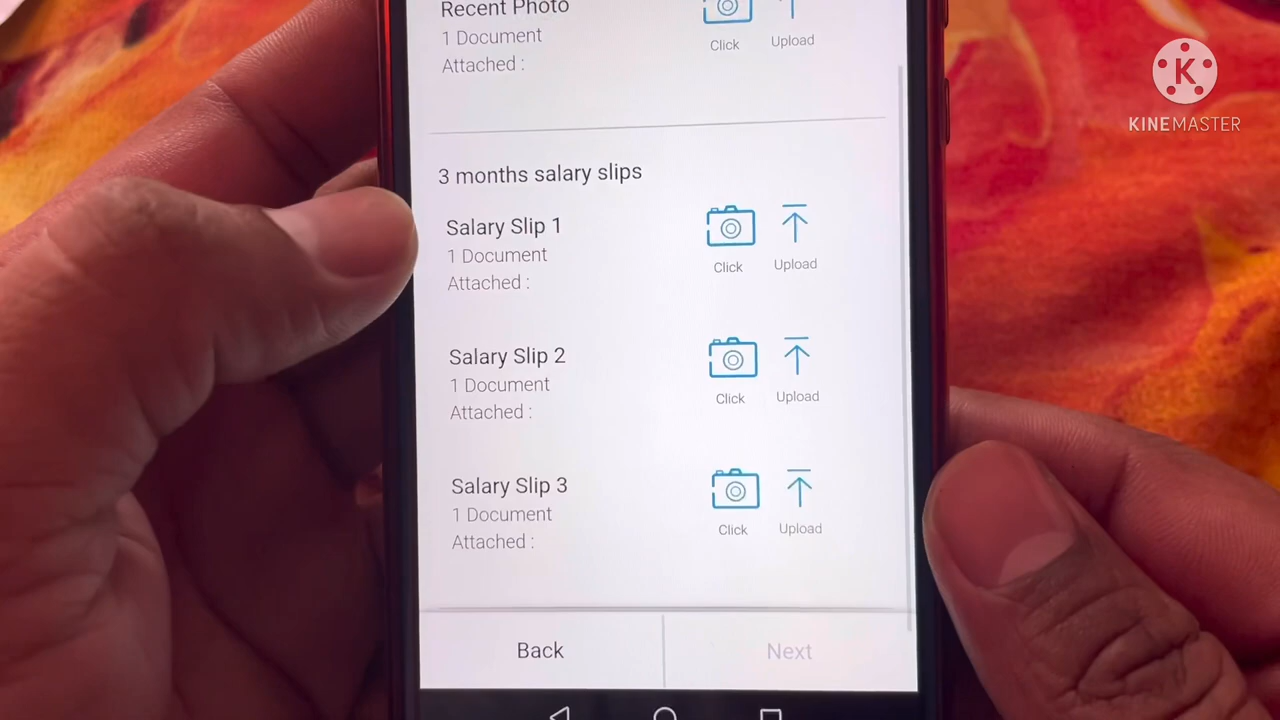 Recent Photo
1 Document
Attached :
Click
Upload
KINEMASTER
3 months salary slips
Salary Slip 1
1 Document
Attached :
Click
Upload
Salary Slip 2
1 Document
Attached :
Click
Upload
Salary Slip 3
1 Document
Attached :
Click
Upload
Back
Next